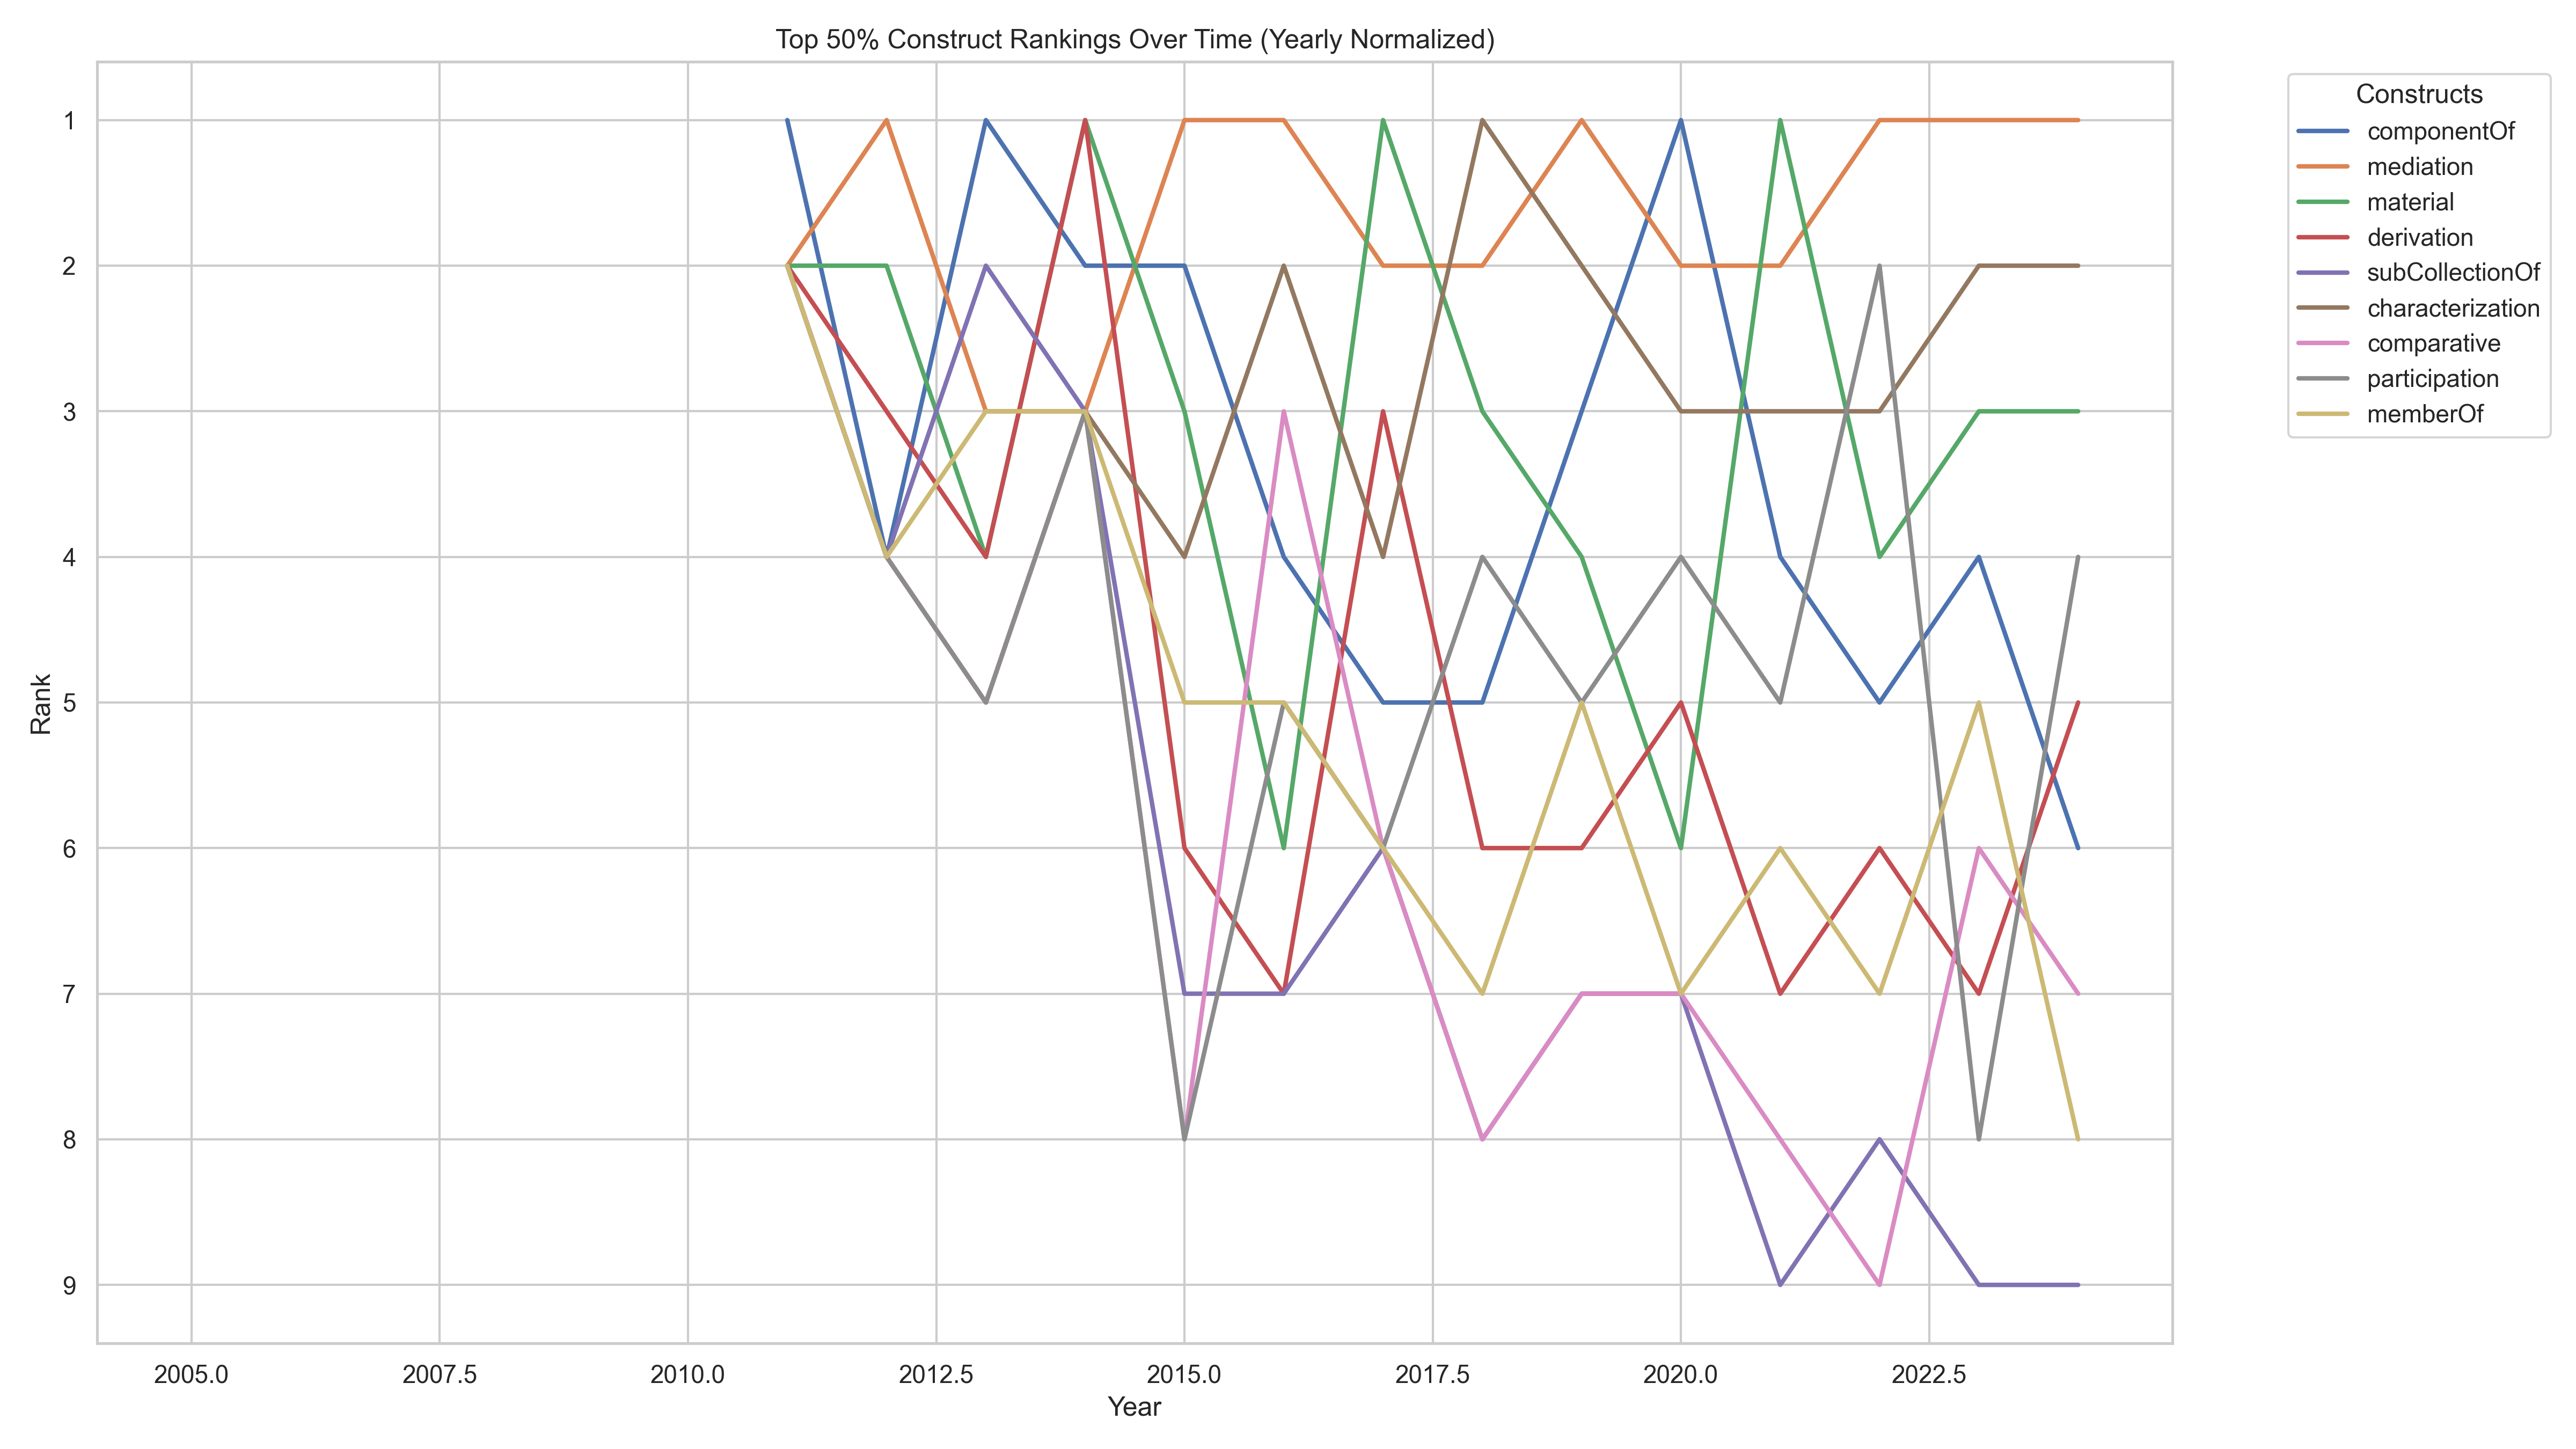 Top 50% Construct Rankings Over Time (Yearly Normalized)
Rank
1
2
3
4
5
6
7
8
9
2005.0
2007.5
2010.0
2012.5
2015.0
2017.5
2020.0
2022.5
Year
Constructs
componentOf
mediation
material
derivation
subCollectionOf
characterization
comparative
participation
memberOf